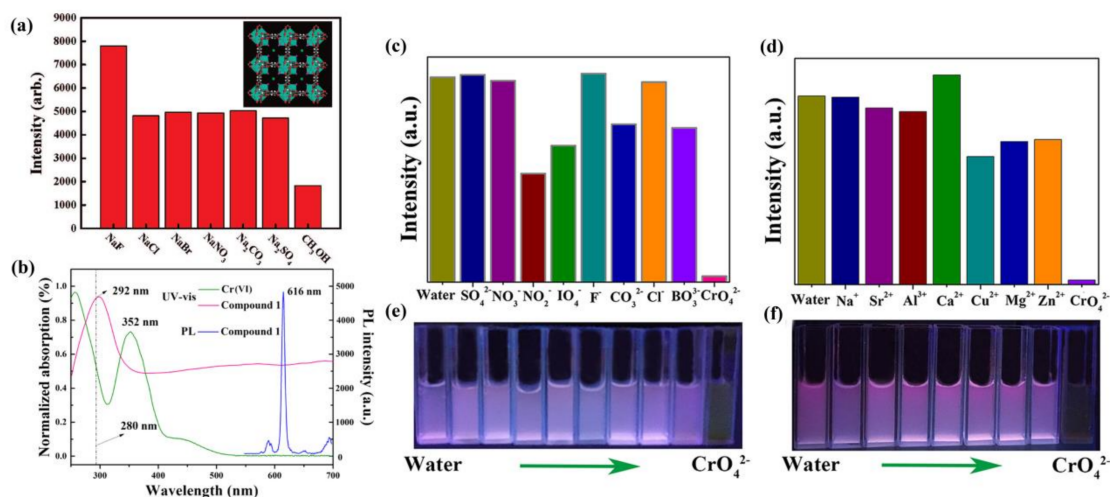 (a)
9000
8000
7000
6000
5000
4000
3000
2000
1000
0
Intensity (arb.)
NaF
NaCl
NaBr
NaNO₃
Na₂CO₃
Na₂SO₄
CH₃OH
(b)
292 nm
UV-vis
Cr(VI)
Compound 1
PL
Compound 1
616 nm
352 nm
280 nm
1.0
0.8
0.6
0.4
0.2
0.0
Normalized absorption (%)
5000
4000
3000
2000
1000
0
PL intensity (a.u.)
300 400 500 600 700
Wavelength (nm)
(c)
Intensity (a.u.)
Water SO₄²⁻ NO₃⁻ NO₂⁻ IO₄⁻ F⁻ CO₃²⁻ Cl⁻ BO₃³⁻ CrO₄²⁻
(d)
Intensity (a.u.)
Water Na⁺ Sr²⁺ Al³⁺ Ca²⁺ Cu²⁺ Mg²⁺ Zn²⁺ CrO₄²⁻
(e)
Water CrO₄²⁻
(f)
Water CrO₄²⁻